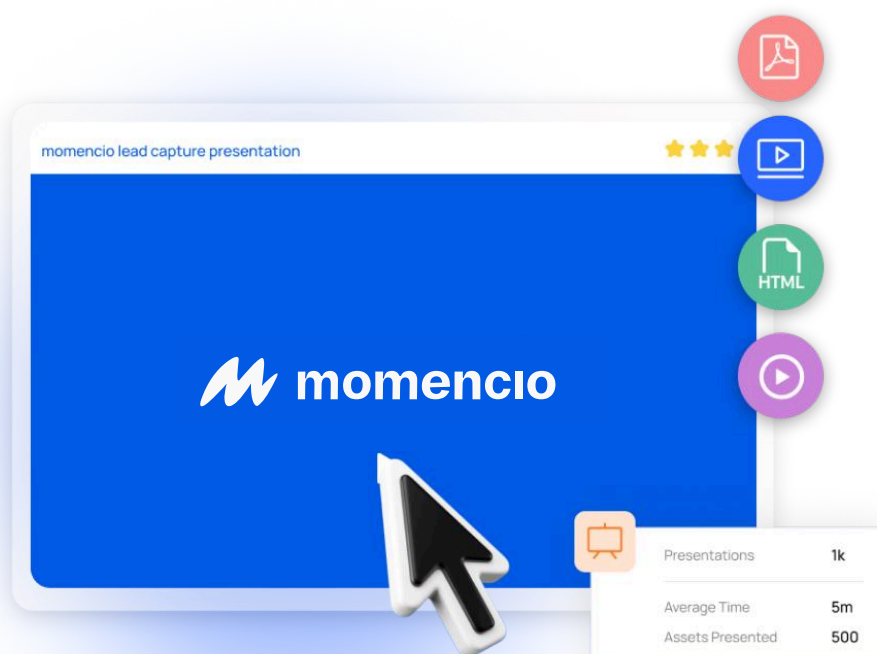 momencio lead capture presentation
HTML
momencio
Presentations 1k
Average Time 5m
Assets Presented 500